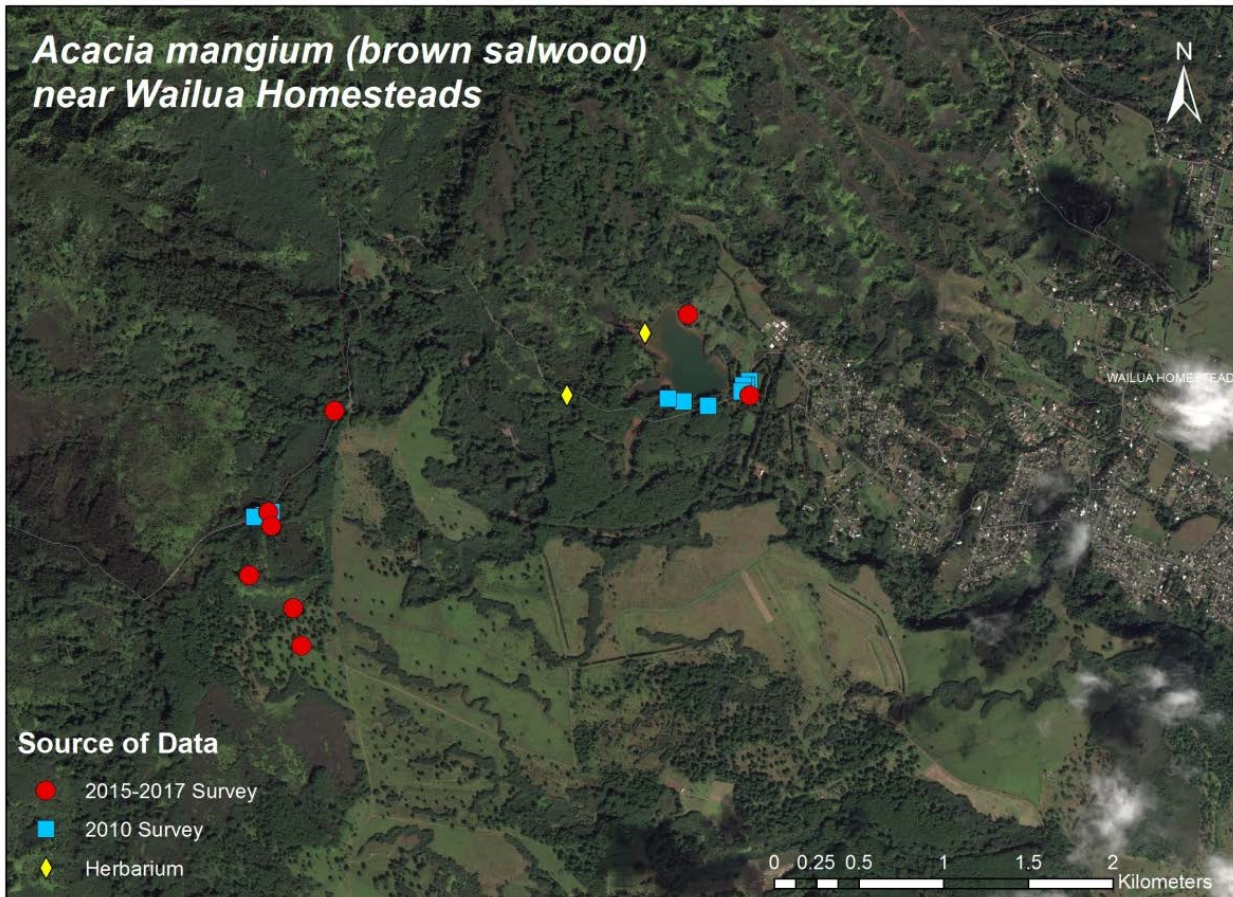 Acacia mangium (brown salwood)
near Wailua Homesteads
N
WAILUA HOMESTEAD
Source of Data
2015-2017 Survey
2010 Survey
Herbarium
0 0.25 0.5 1 1.5 2
Kilometers